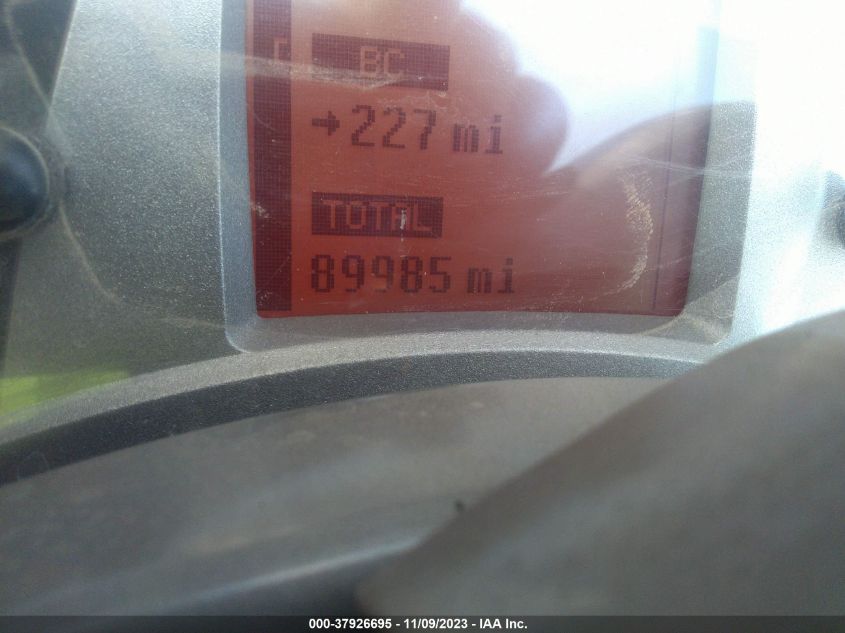 BC
→227 mi
TOTAL
89985 mi
000-37926695 - 11/09/2023 - IAA Inc.